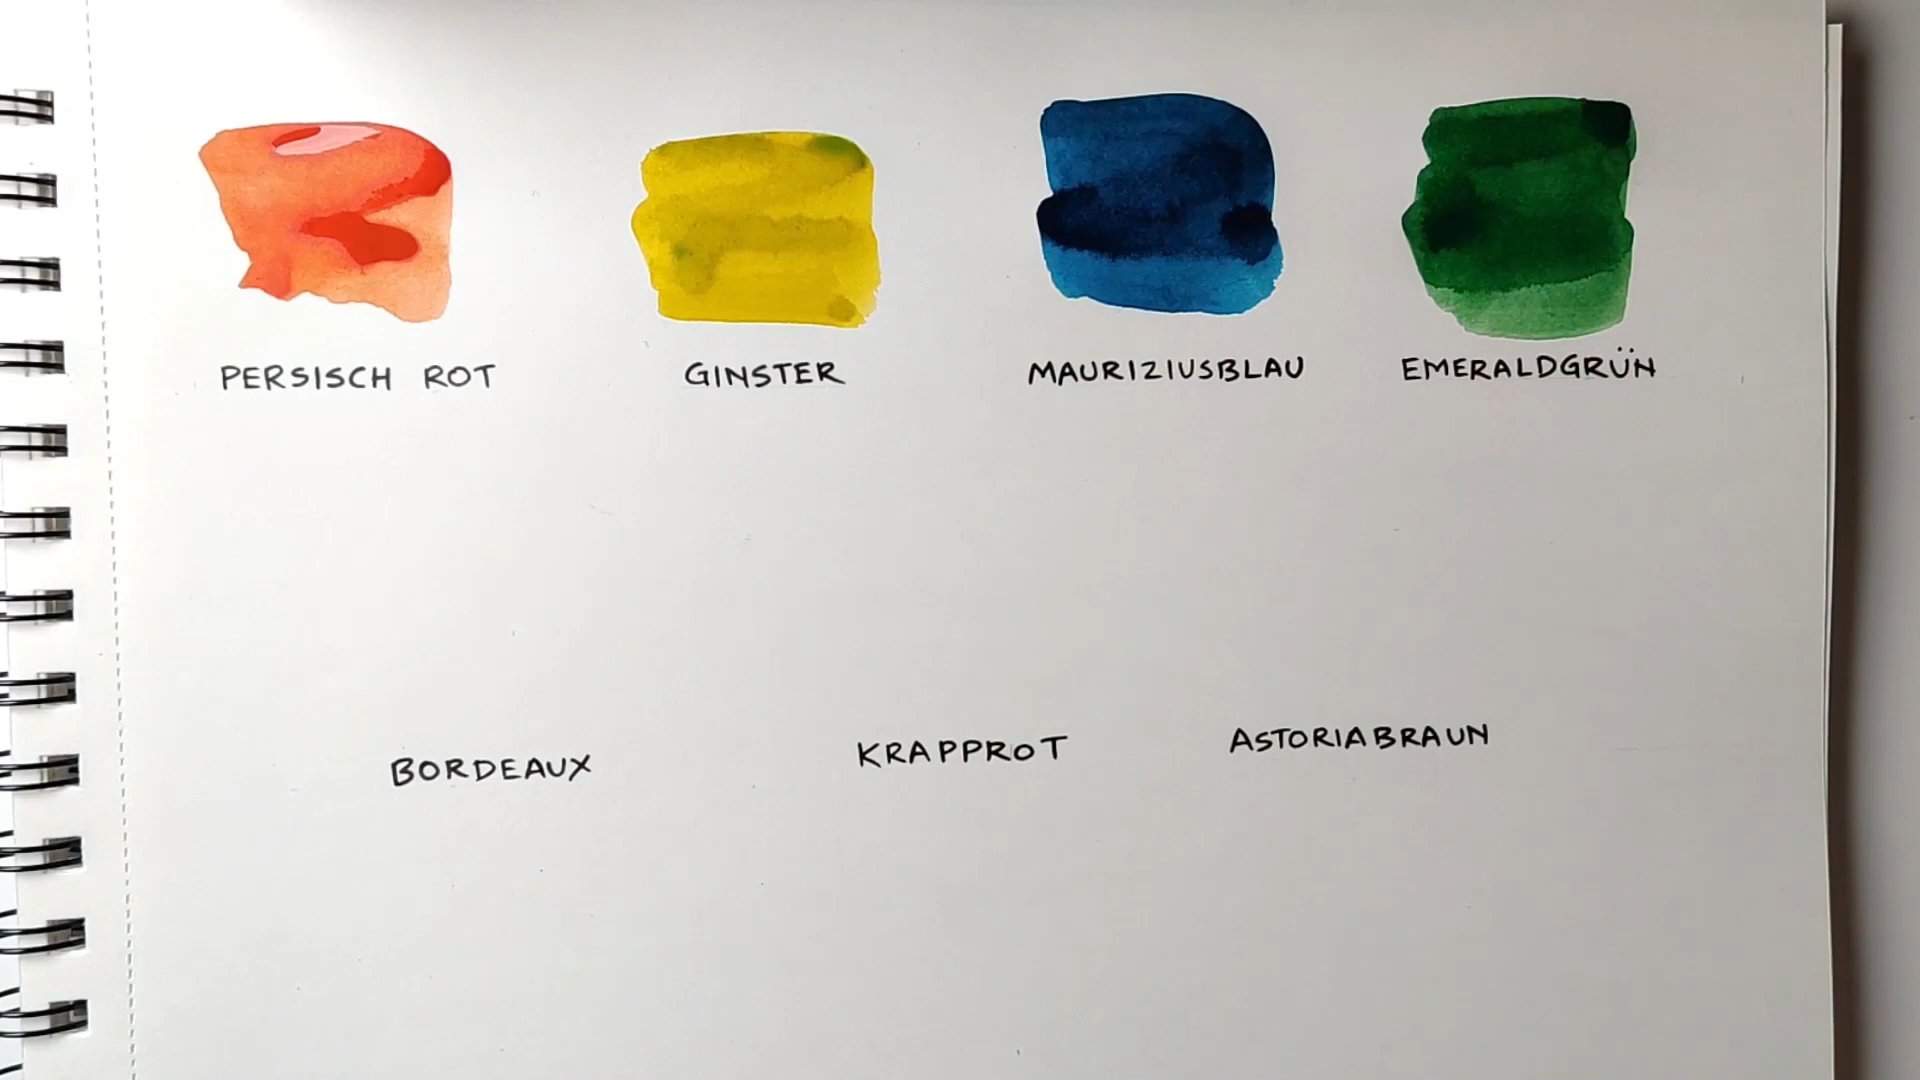 PERSISCH ROT
GINSTER
MAURIZIUSBLAU
EMERALDGRÜN
BORDEAUX
KRAPPROT
ASTORIABRAUN